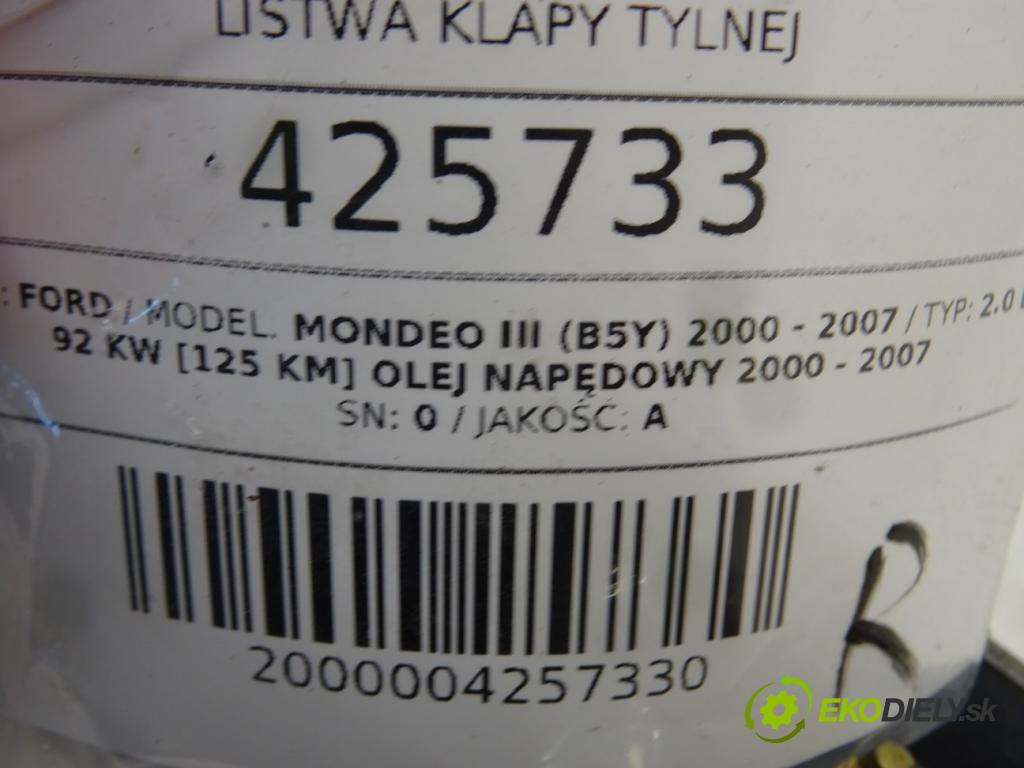 LISTWA KLAPY TYLNEJ
425733
: FORD / MODEL. MONDEO III (B5Y) 2000 - 2007 / TYP: 2.0
92 KW [125 KM] OLEJ NAPĘDOWY 2000 - 2007
SN: 0 / JAKOŚĆ: A
2000004257330
R
EKODIELY.sk